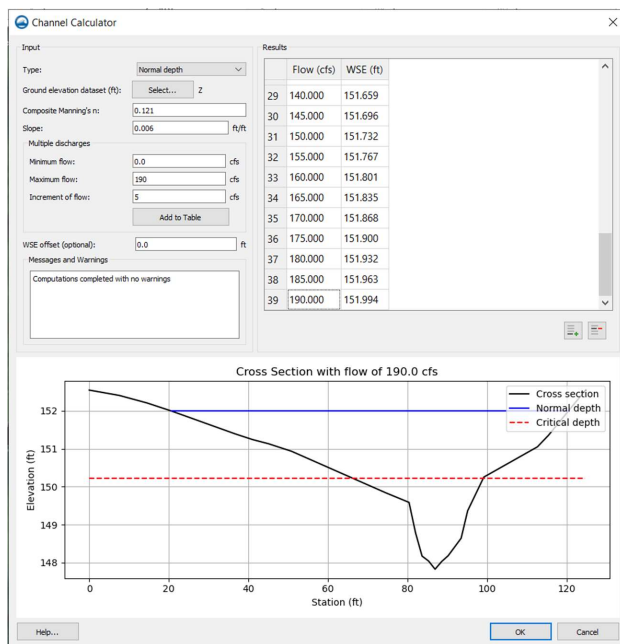 Channel Calculator
Input
Type: Normal depth
Ground elevation dataset (ft): Select... Z
Composite Manning's n: 0.121
Slope: 0.006 ft/ft
Multiple discharges
Minimum flow: 0.0 cfs
Maximum flow: 190 cfs
Increment of flow: 5 cfs
Add to Table
WSE offset (optional): 0.0 ft
Messages and Warnings
Computations completed with no warnings
Results
Flow (cfs) WSE (ft)
29 140.000 151.659
30 145.000 151.696
31 150.000 151.732
32 155.000 151.767
33 160.000 151.801
34 165.000 151.835
35 170.000 151.868
36 175.000 151.900
37 180.000 151.932
38 185.000 151.963
39 190.000 151.994
Cross Section with flow of 190.0 cfs
Cross section
Normal depth
Critical depth
Elevation (ft)
152
151
150
149
148
0 20 40 60 80 100 120
Station (ft)
Help... OK Cancel